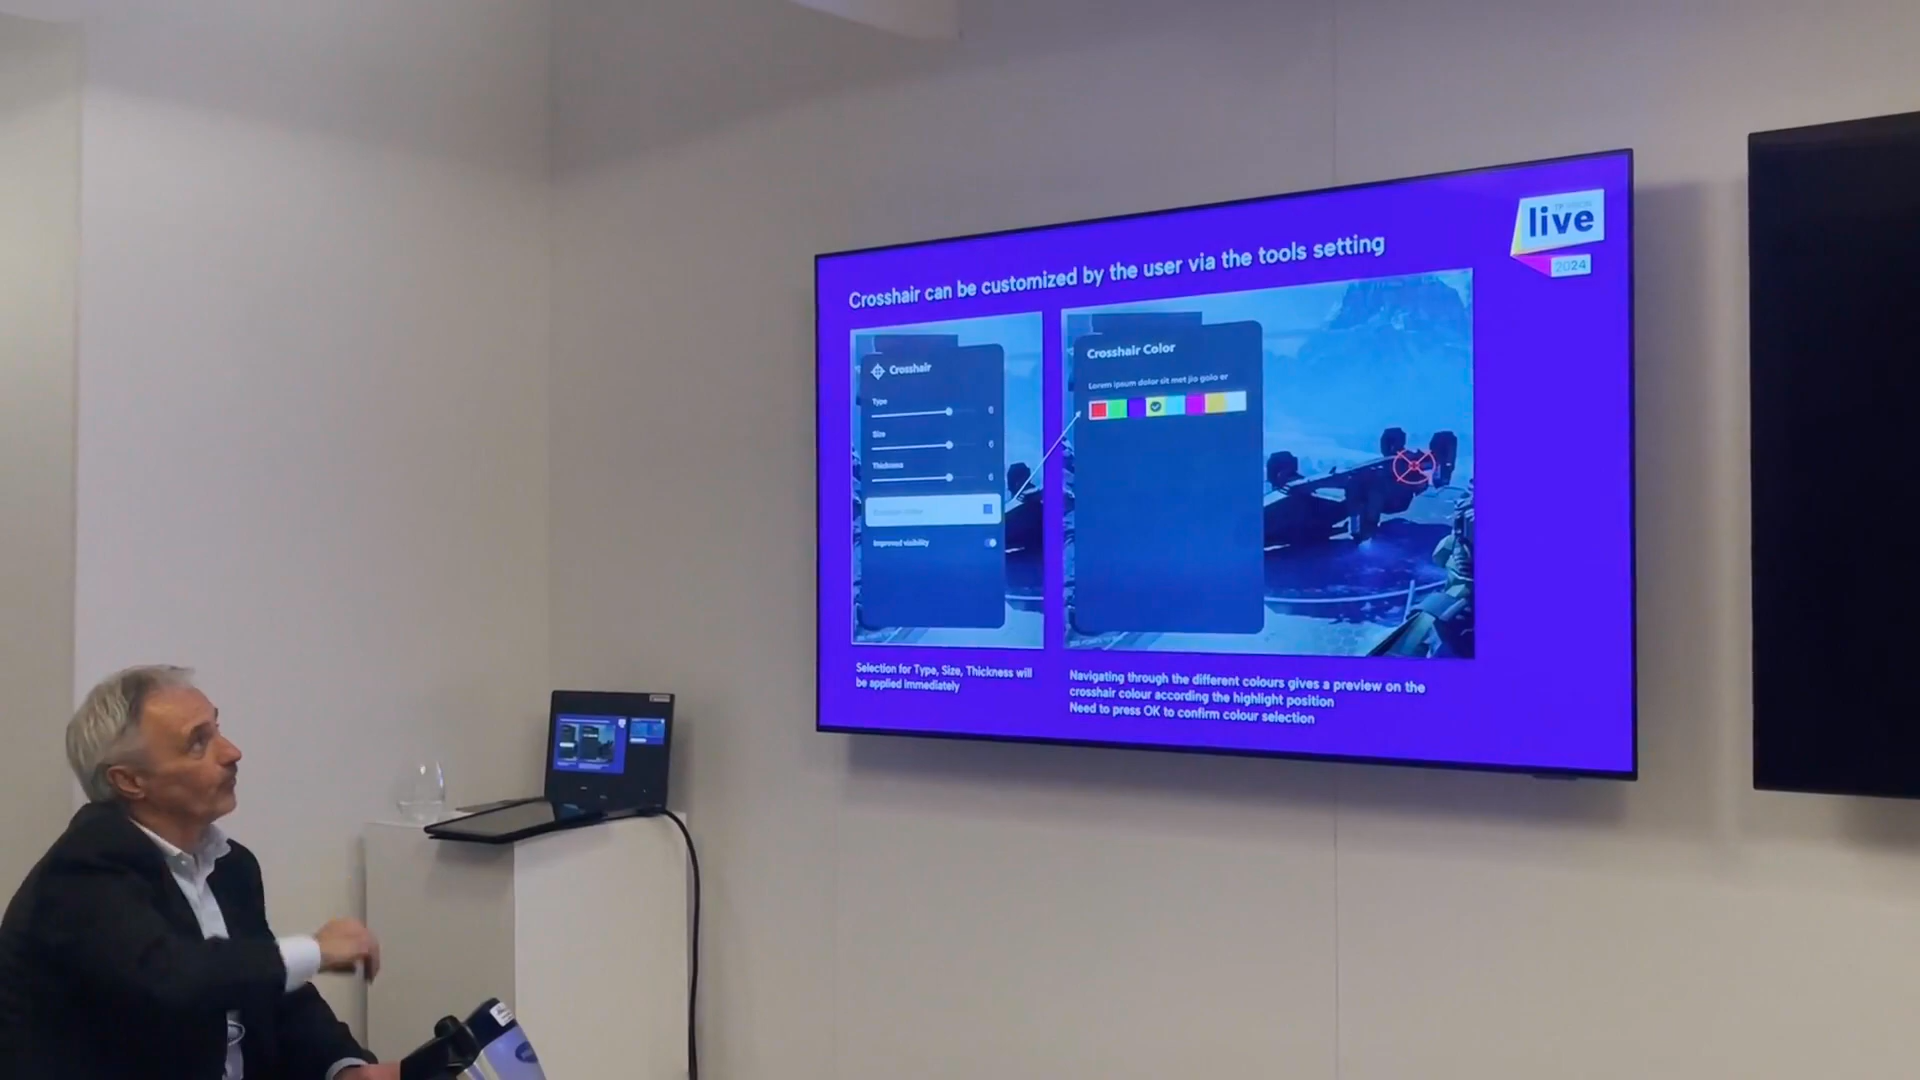 live
2024
Crosshair can be customized by the user via the tools setting
Crosshair
Type
6
Size
6
Thickness
6
Improved visibility
Crosshair Color
Lorem ipsum dolor sit met jio golo er
Selection for Type, Size, Thickness will
be applied immediately
Navigating through the different colours gives a preview on the
crosshair colour according the highlight position
Need to press OK to confirm colour selection